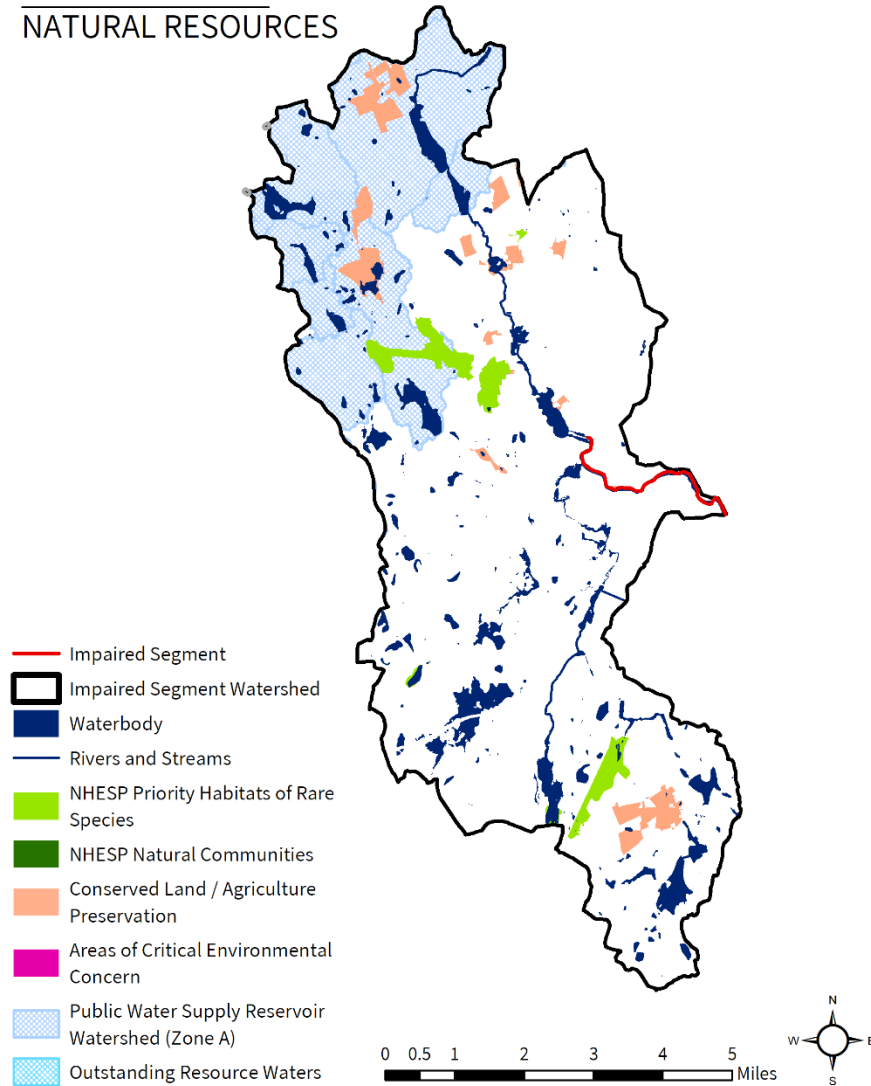 NATURAL RESOURCES
Impaired Segment
Impaired Segment Watershed
Waterbody
Rivers and Streams
NHESP Priority Habitats of Rare
Species
NHESP Natural Communities
Conserved Land / Agriculture
Preservation
Areas of Critical Environmental
Concern
Public Water Supply Reservoir
Watershed (Zone A)
Outstanding Resource Waters
0 0.5 1 2 3 4 5
Miles
N
W E
S